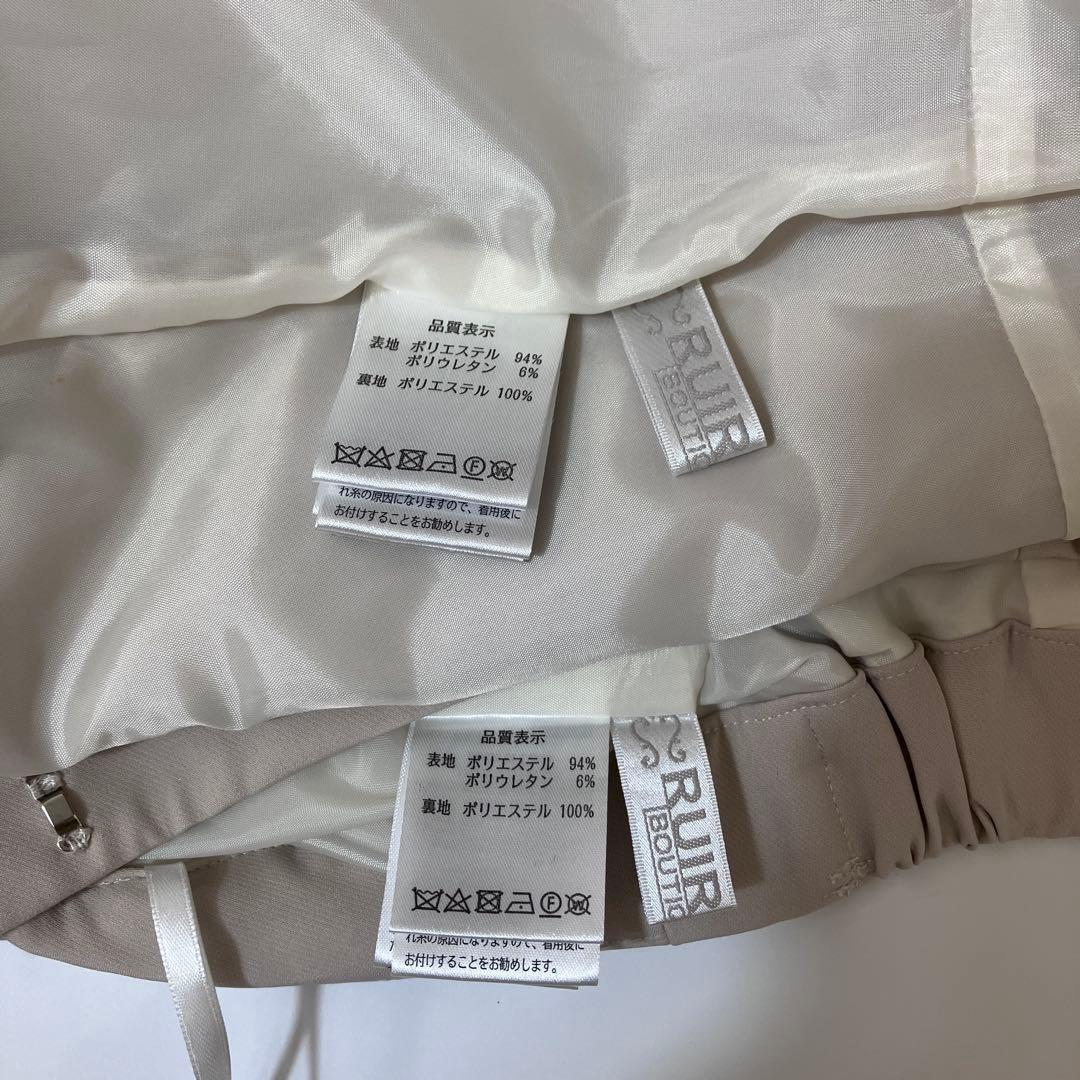 品質表示
表地 ポリエステル 94%
ポリウレタン 6%
裏地 ポリエステル 100%
れ糸の原因になりますので、着用後に
お付けすることをお勧めします。
RUIR
BOUTIQ
品質表示
表地 ポリエステル 94%
ポリウレタン 6%
裏地 ポリエステル 100%
れ糸の原因になりますので、着用後に
お付けすることをお勧めします。
RUIR
BOUTIQ